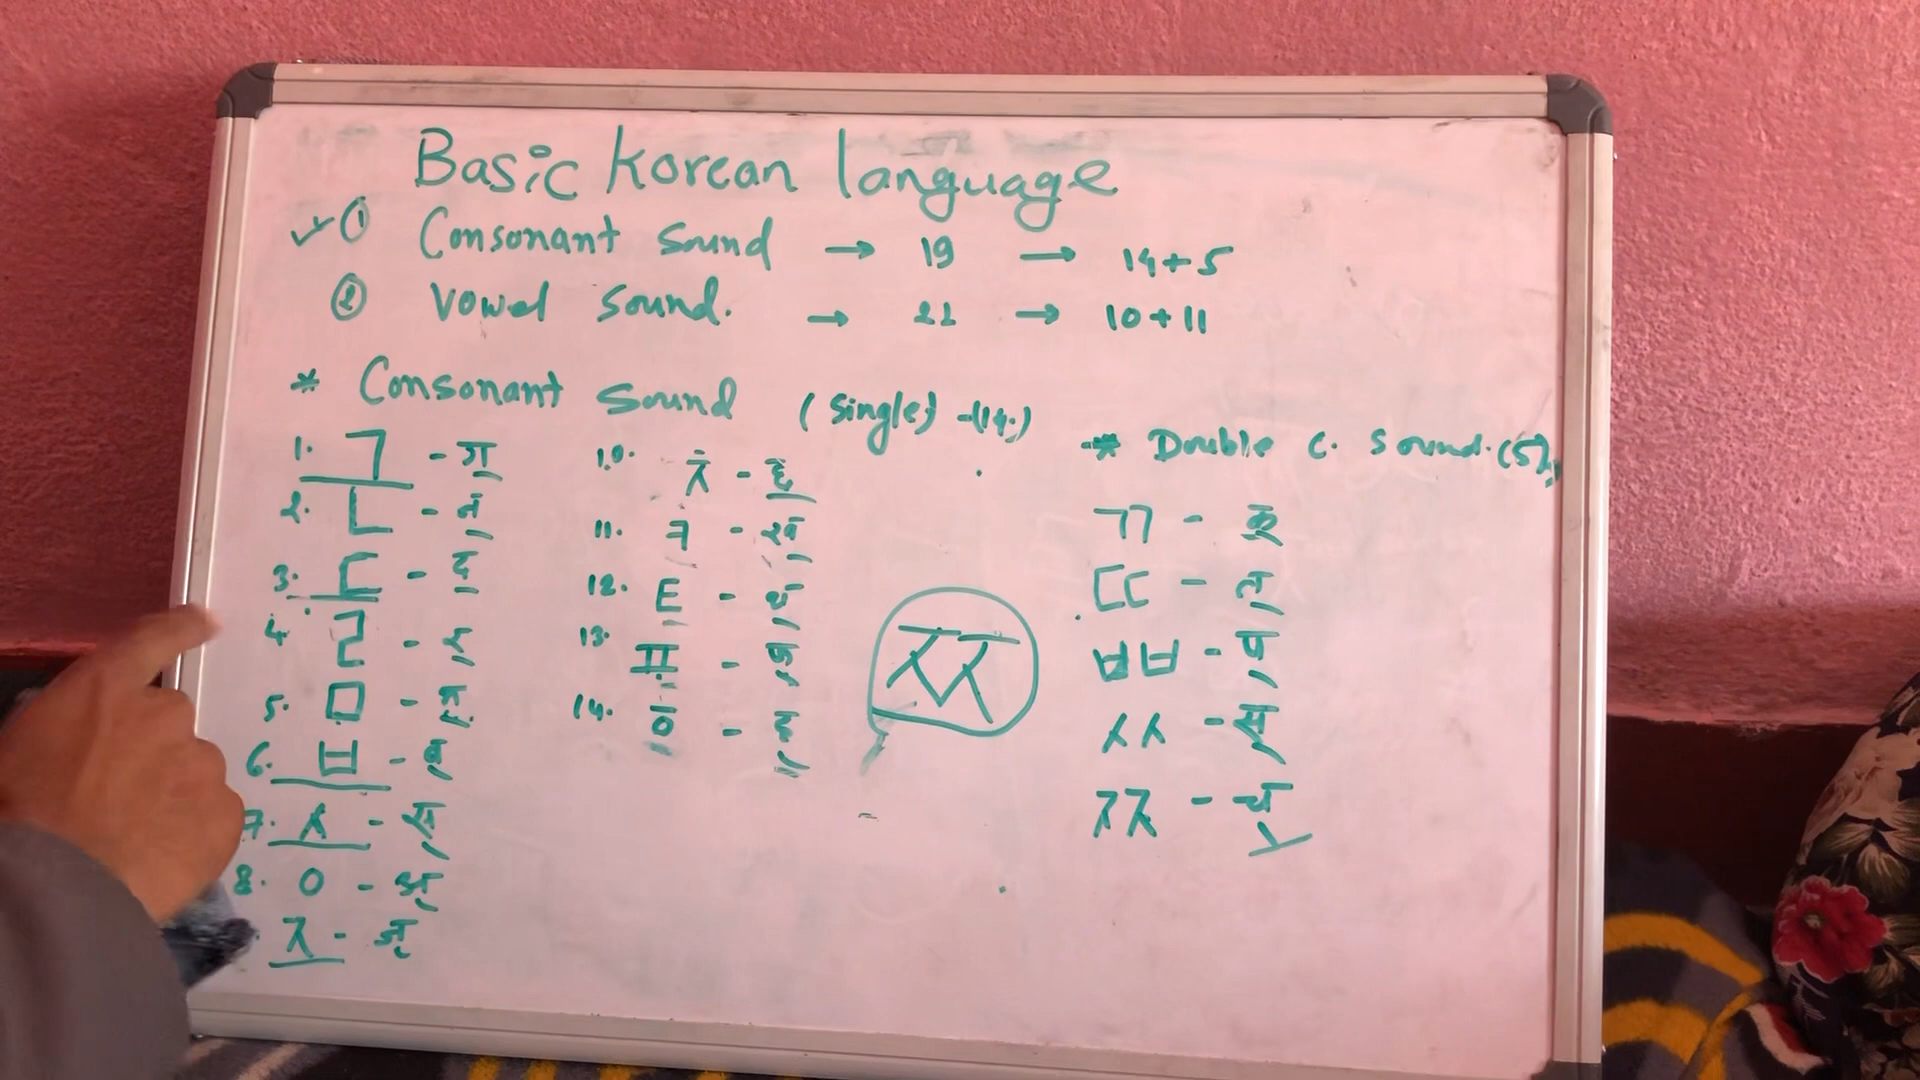 Basic Korean language
① Consonant Sound → 19 → 14+5
② Vowel Sound. → 21 → 10+11
* Consonant Sound (single) -(14.)
1. ㄱ - ग्
2. ㄴ - न्
3. ㄷ - द्
4. ㄹ - र्
5. ㅁ - म्
6. ㅂ - ब्
7. ㅅ - स्
8. ㅇ - अ्
ㅈ - ज्
10. ㅊ - छ्
11. ㅋ - ख्
12. ㅌ - थ्
13. ㅍ - फ्
14. ㅎ - ह्
ㅉ
* Double C. Sound. (5)
ㄲ - क्
ㄸ - त्
ㅃ - प्
ㅆ - स्
ㅉ - च्